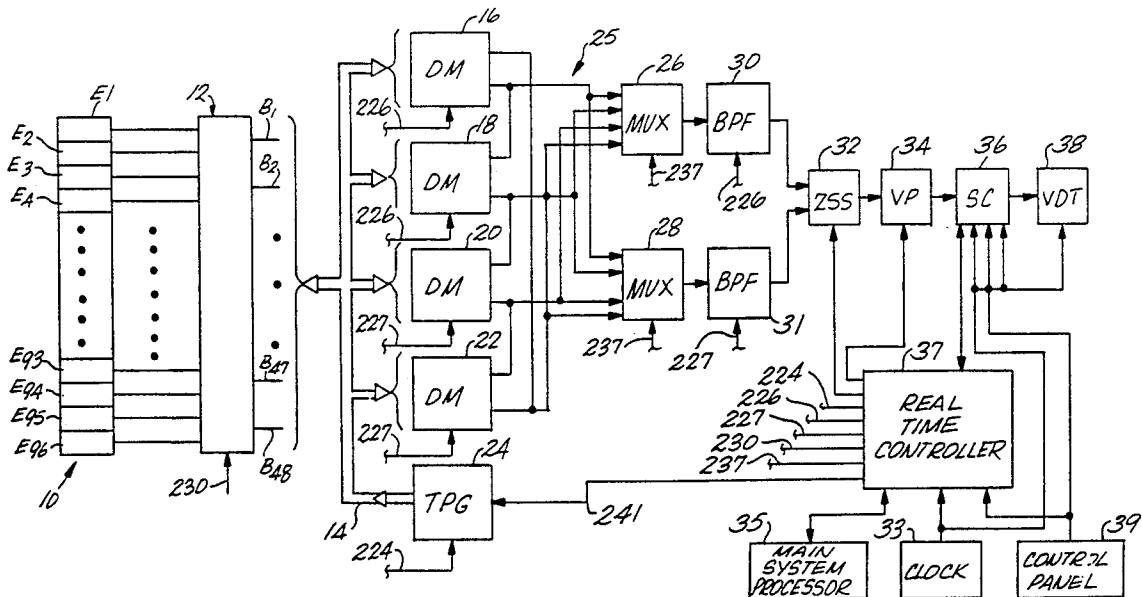 E1
E2
E3
E4
E93
E94
E95
E96
10
12
230
B1
B2
B47
B48
16
DM
226
18
DM
226
20
DM
227
22
DM
227
24
TPG
14
224
241
25
26
MUX
237
28
MUX
237
30
BPF
226
BPF
31
227
32
ZSS
34
VP
36
SC
38
VDT
37
REAL
TIME
CONTROLLER
224
226
227
230
237
35
MAIN
SYSTEM
PROCESSOR
33
CLOCK
39
CONTROL
PANEL